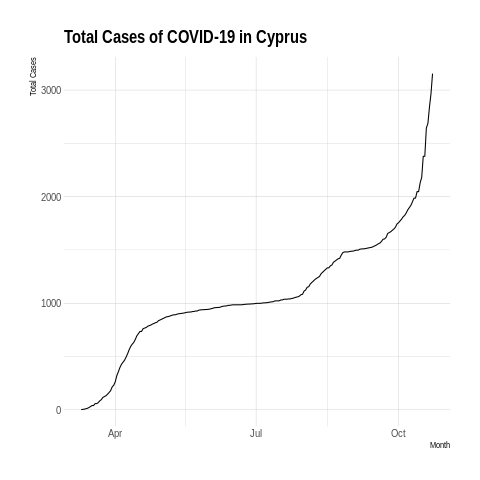 Total Cases of COVID-19 in Cyprus
Total Cases
3000
2000
1000
0
Apr Jul Oct
Month